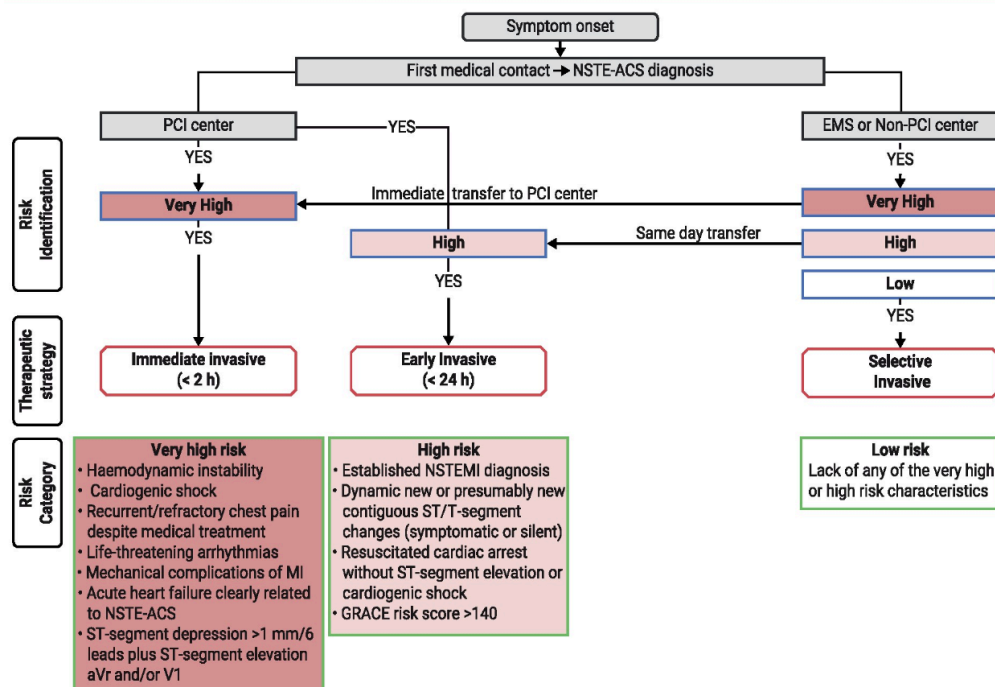 Symptom onset
First medical contact → NSTE-ACS diagnosis
PCI center
YES
EMS or Non-PCI center
YES
YES
Risk
Identification
Very High
Immediate transfer to PCI center
Very High
YES
High
Same day transfer
High
YES
Low
YES
Therapeutic
strategy
Immediate invasive
(< 2 h)
Early Invasive
(< 24 h)
Selective
Invasive
Risk
Category
Very high risk
• Haemodynamic instability
• Cardiogenic shock
• Recurrent/refractory chest pain
despite medical treatment
• Life-threatening arrhythmias
• Mechanical complications of MI
• Acute heart failure clearly related
to NSTE-ACS
• ST-segment depression >1 mm/6
leads plus ST-segment elevation
aVr and/or V1
High risk
• Established NSTEMI diagnosis
• Dynamic new or presumably new
contiguous ST/T-segment
changes (symptomatic or silent)
• Resuscitated cardiac arrest
without ST-segment elevation or
cardiogenic shock
• GRACE risk score >140
Low risk
Lack of any of the very high
or high risk characteristics